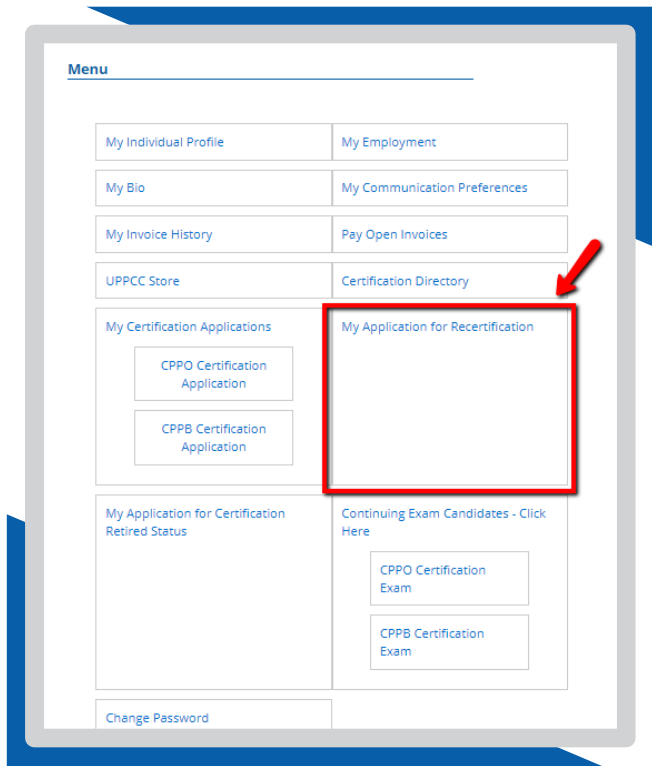 Menu
My Individual Profile
My Employment
My Bio
My Communication Preferences
My Invoice History
Pay Open Invoices
UPPCC Store
Certification Directory
My Certification Applications
CPPO Certification
Application
CPPB Certification
Application
My Application for Recertification
My Application for Certification
Retired Status
Continuing Exam Candidates - Click
Here
CPPO Certification
Exam
CPPB Certification
Exam
Change Password